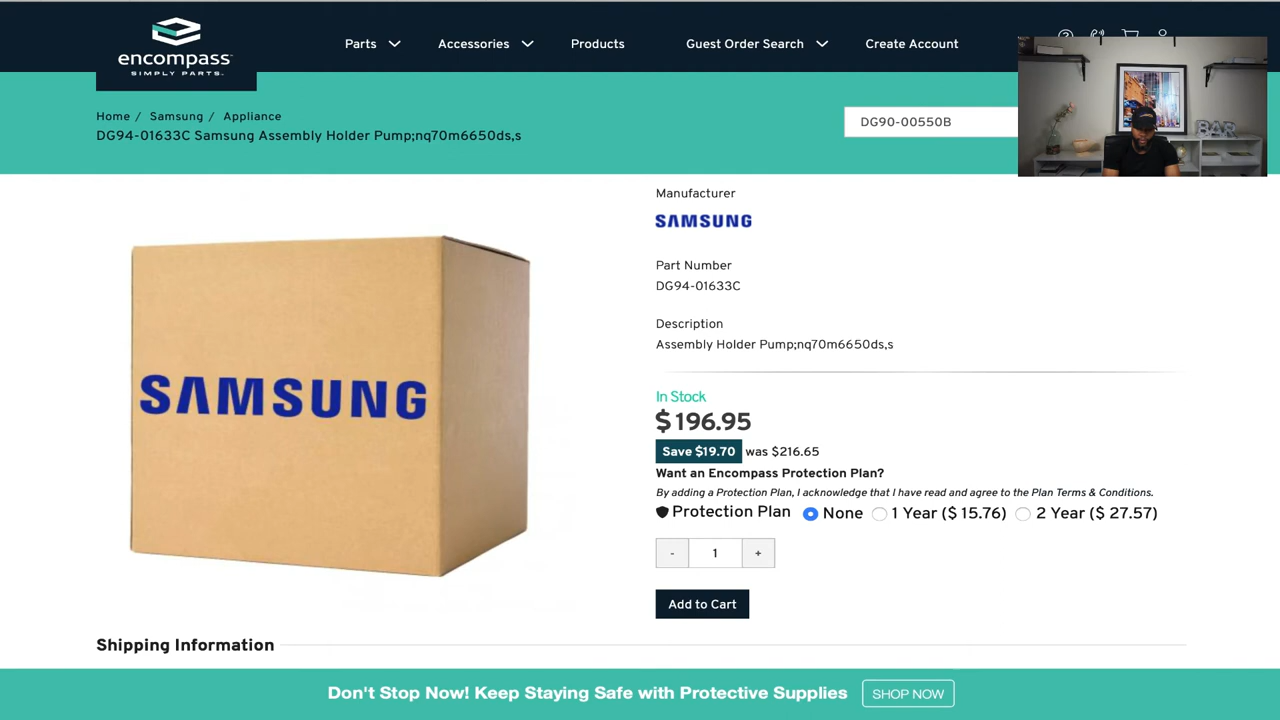 encompass
SIMPLY PARTS
Parts
Accessories
Products
Guest Order Search
Create Account
Home / Samsung / Appliance
DG94-01633C Samsung Assembly Holder Pump;nq70m6650ds,s
DG90-00550B
BAR
Manufacturer
SAMSUNG
Part Number
DG94-01633C
Description
Assembly Holder Pump;nq70m6650ds,s
SAMSUNG
In Stock
$ 196.95
Save $19.70 was $216.65
Want an Encompass Protection Plan?
By adding a Protection Plan, I acknowledge that I have read and agree to the Plan Terms & Conditions.
Protection Plan None 1 Year ($ 15.76) 2 Year ($ 27.57)
- 1 +
Add to Cart
Shipping Information
Don't Stop Now! Keep Staying Safe with Protective Supplies SHOP NOW